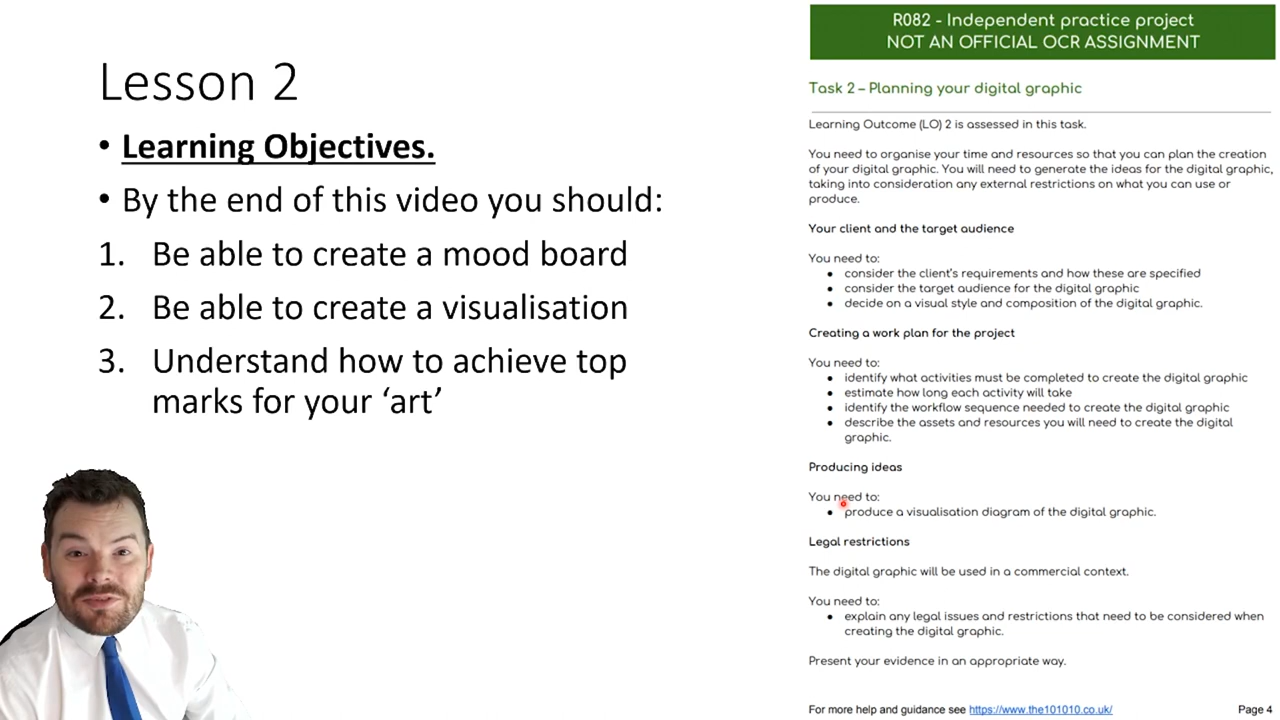 Lesson 2
• Learning Objectives.
• By the end of this video you should:
1. Be able to create a mood board
2. Be able to create a visualisation
3. Understand how to achieve top
marks for your ‘art’
R082 - Independent practice project
NOT AN OFFICIAL OCR ASSIGNMENT
Task 2 – Planning your digital graphic
Learning Outcome (LO) 2 is assessed in this task.
You need to organise your time and resources so that you can plan the creation
of your digital graphic. You will need to generate the ideas for the digital graphic,
taking into consideration any external restrictions on what you can use or
produce.
Your client and the target audience
You need to:
• consider the client's requirements and how these are specified
• consider the target audience for the digital graphic
• decide on a visual style and composition of the digital graphic.
Creating a work plan for the project
You need to:
• identify what activities must be completed to create the digital graphic
• estimate how long each activity will take
• identify the workflow sequence needed to create the digital graphic
• describe the assets and resources you will need to create the digital
graphic.
Producing ideas
You need to:
• produce a visualisation diagram of the digital graphic.
Legal restrictions
The digital graphic will be used in a commercial context.
You need to:
• explain any legal issues and restrictions that need to be considered when
creating the digital graphic.
Present your evidence in an appropriate way.
For more help and guidance see https://www.the101010.co.uk/ Page 4